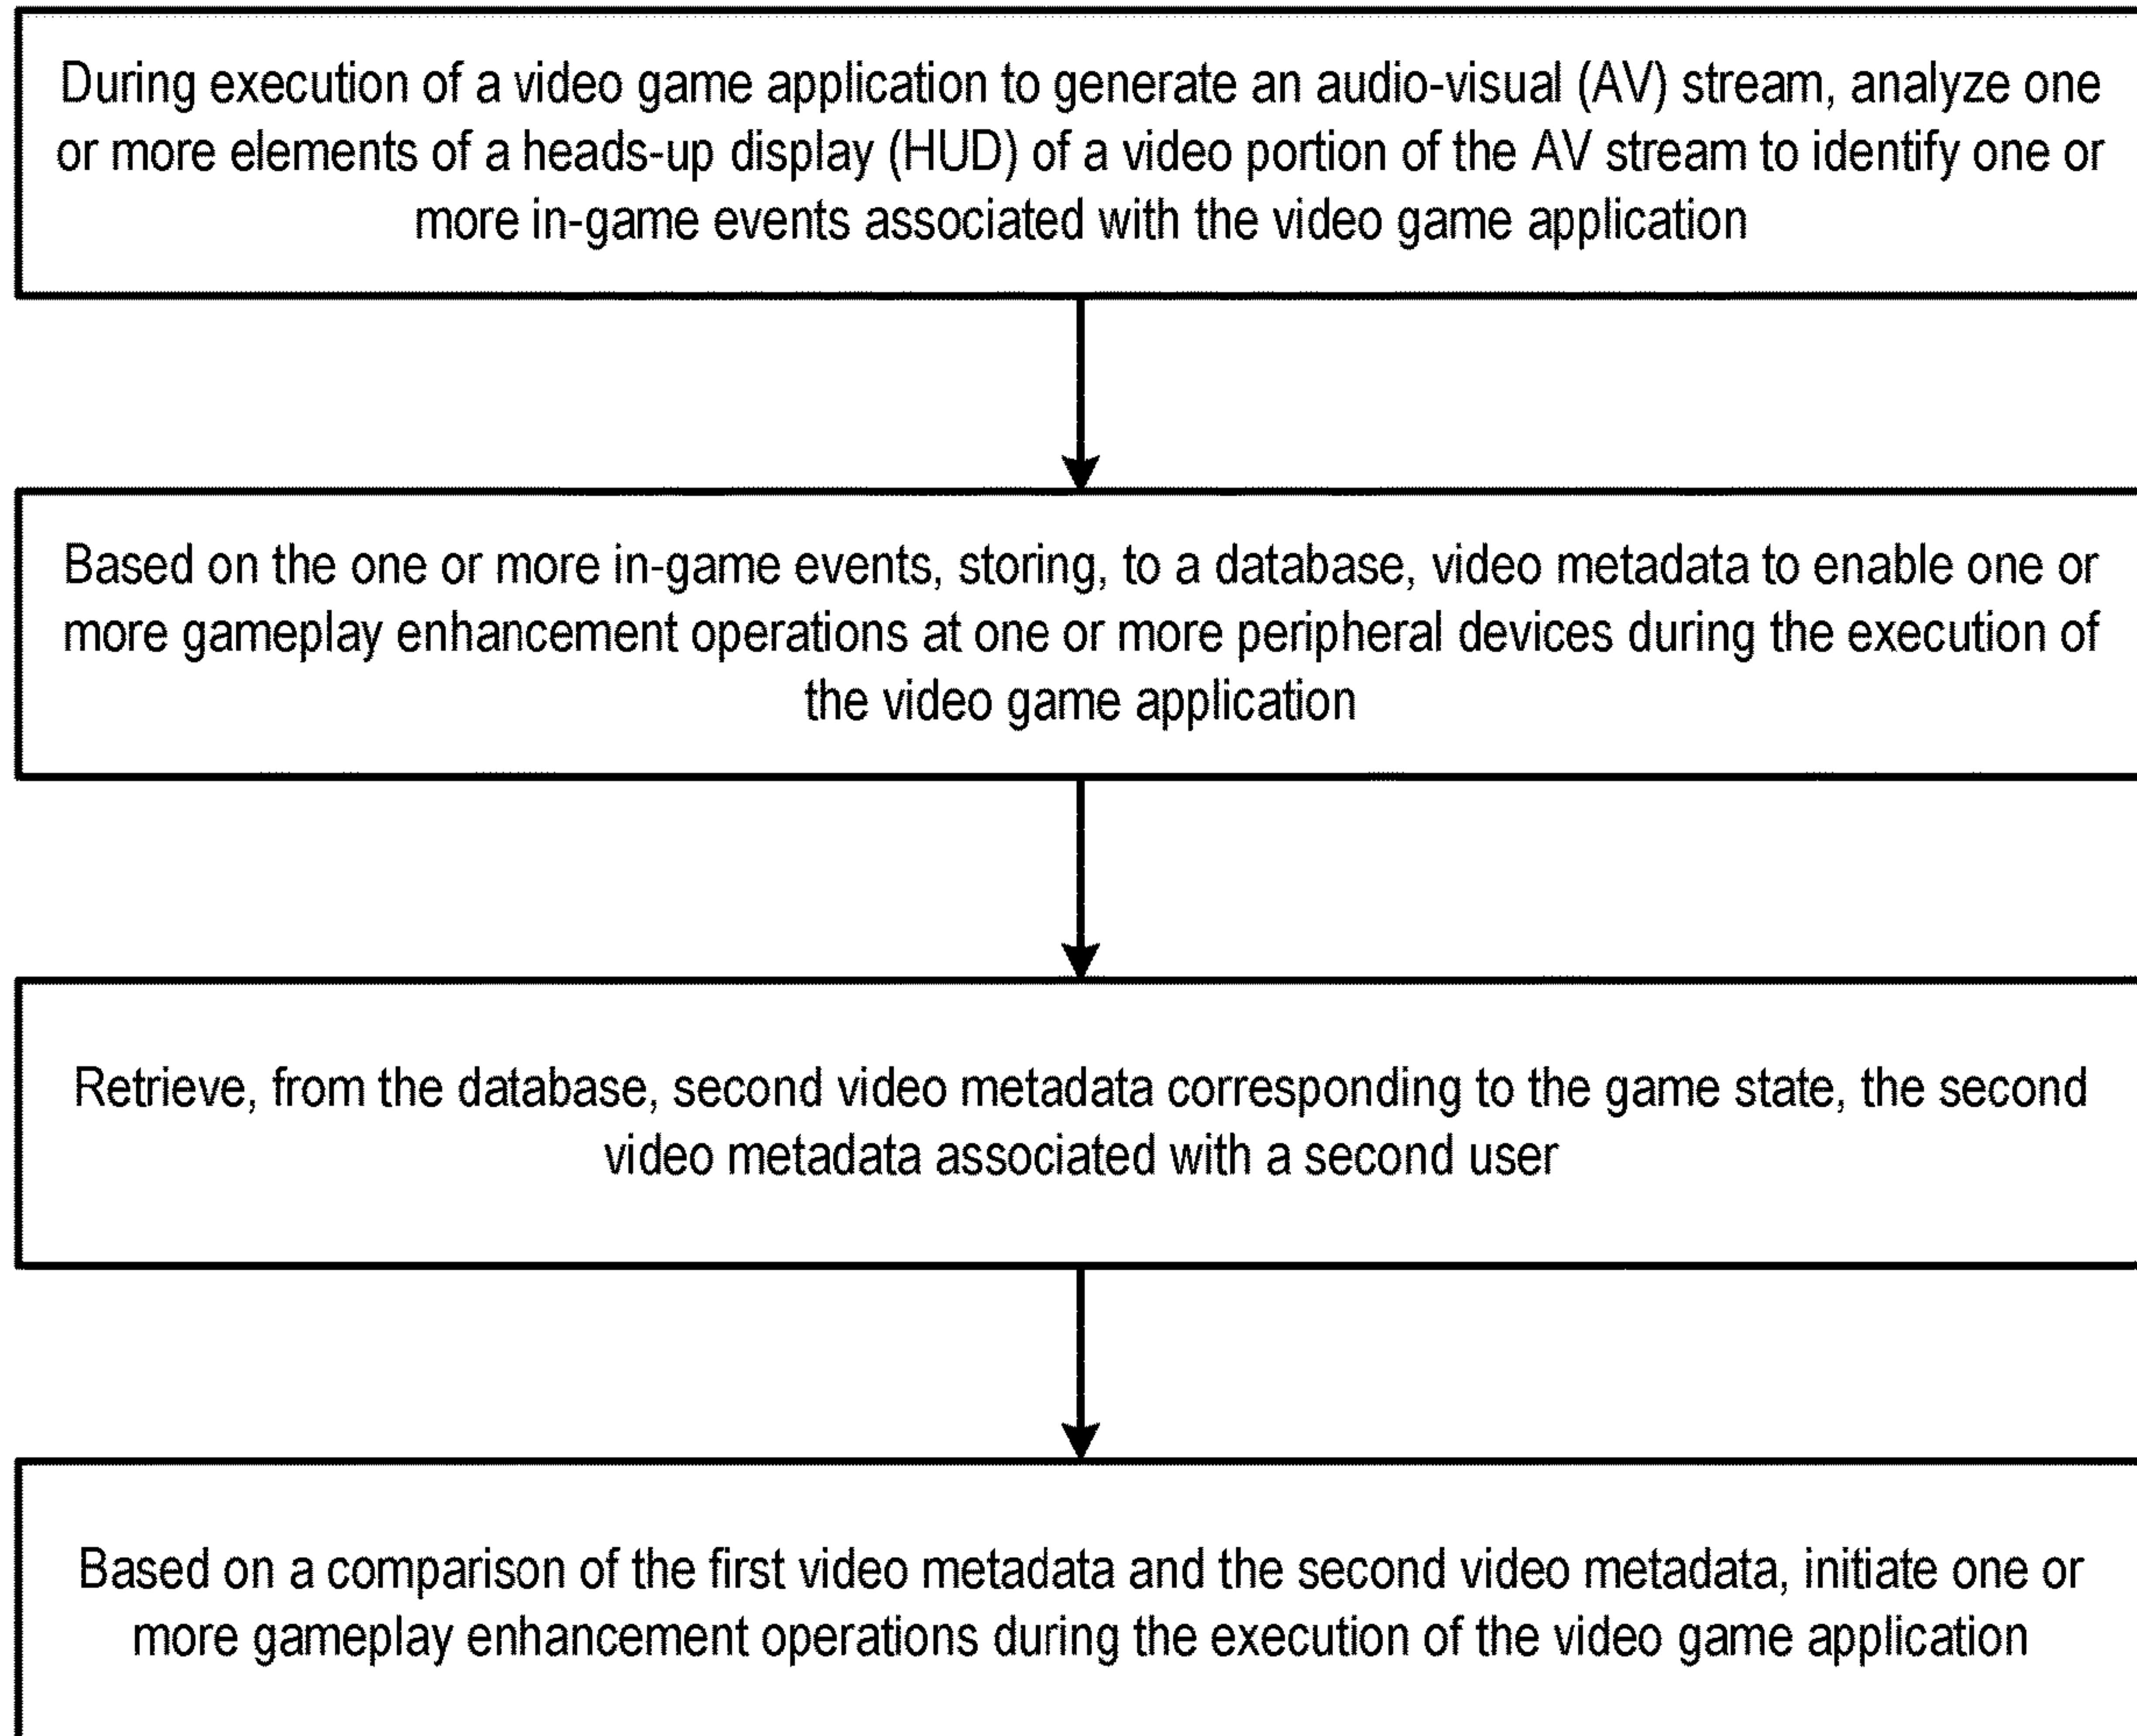 During execution of a video game application to generate an audio-visual (AV) stream, analyze one
or more elements of a heads-up display (HUD) of a video portion of the AV stream to identify one or
more in-game events associated with the video game application
Based on the one or more in-game events, storing, to a database, video metadata to enable one or
more gameplay enhancement operations at one or more peripheral devices during the execution of
the video game application
Retrieve, from the database, second video metadata corresponding to the game state, the second
video metadata associated with a second user
Based on a comparison of the first video metadata and the second video metadata, initiate one or
more gameplay enhancement operations during the execution of the video game application